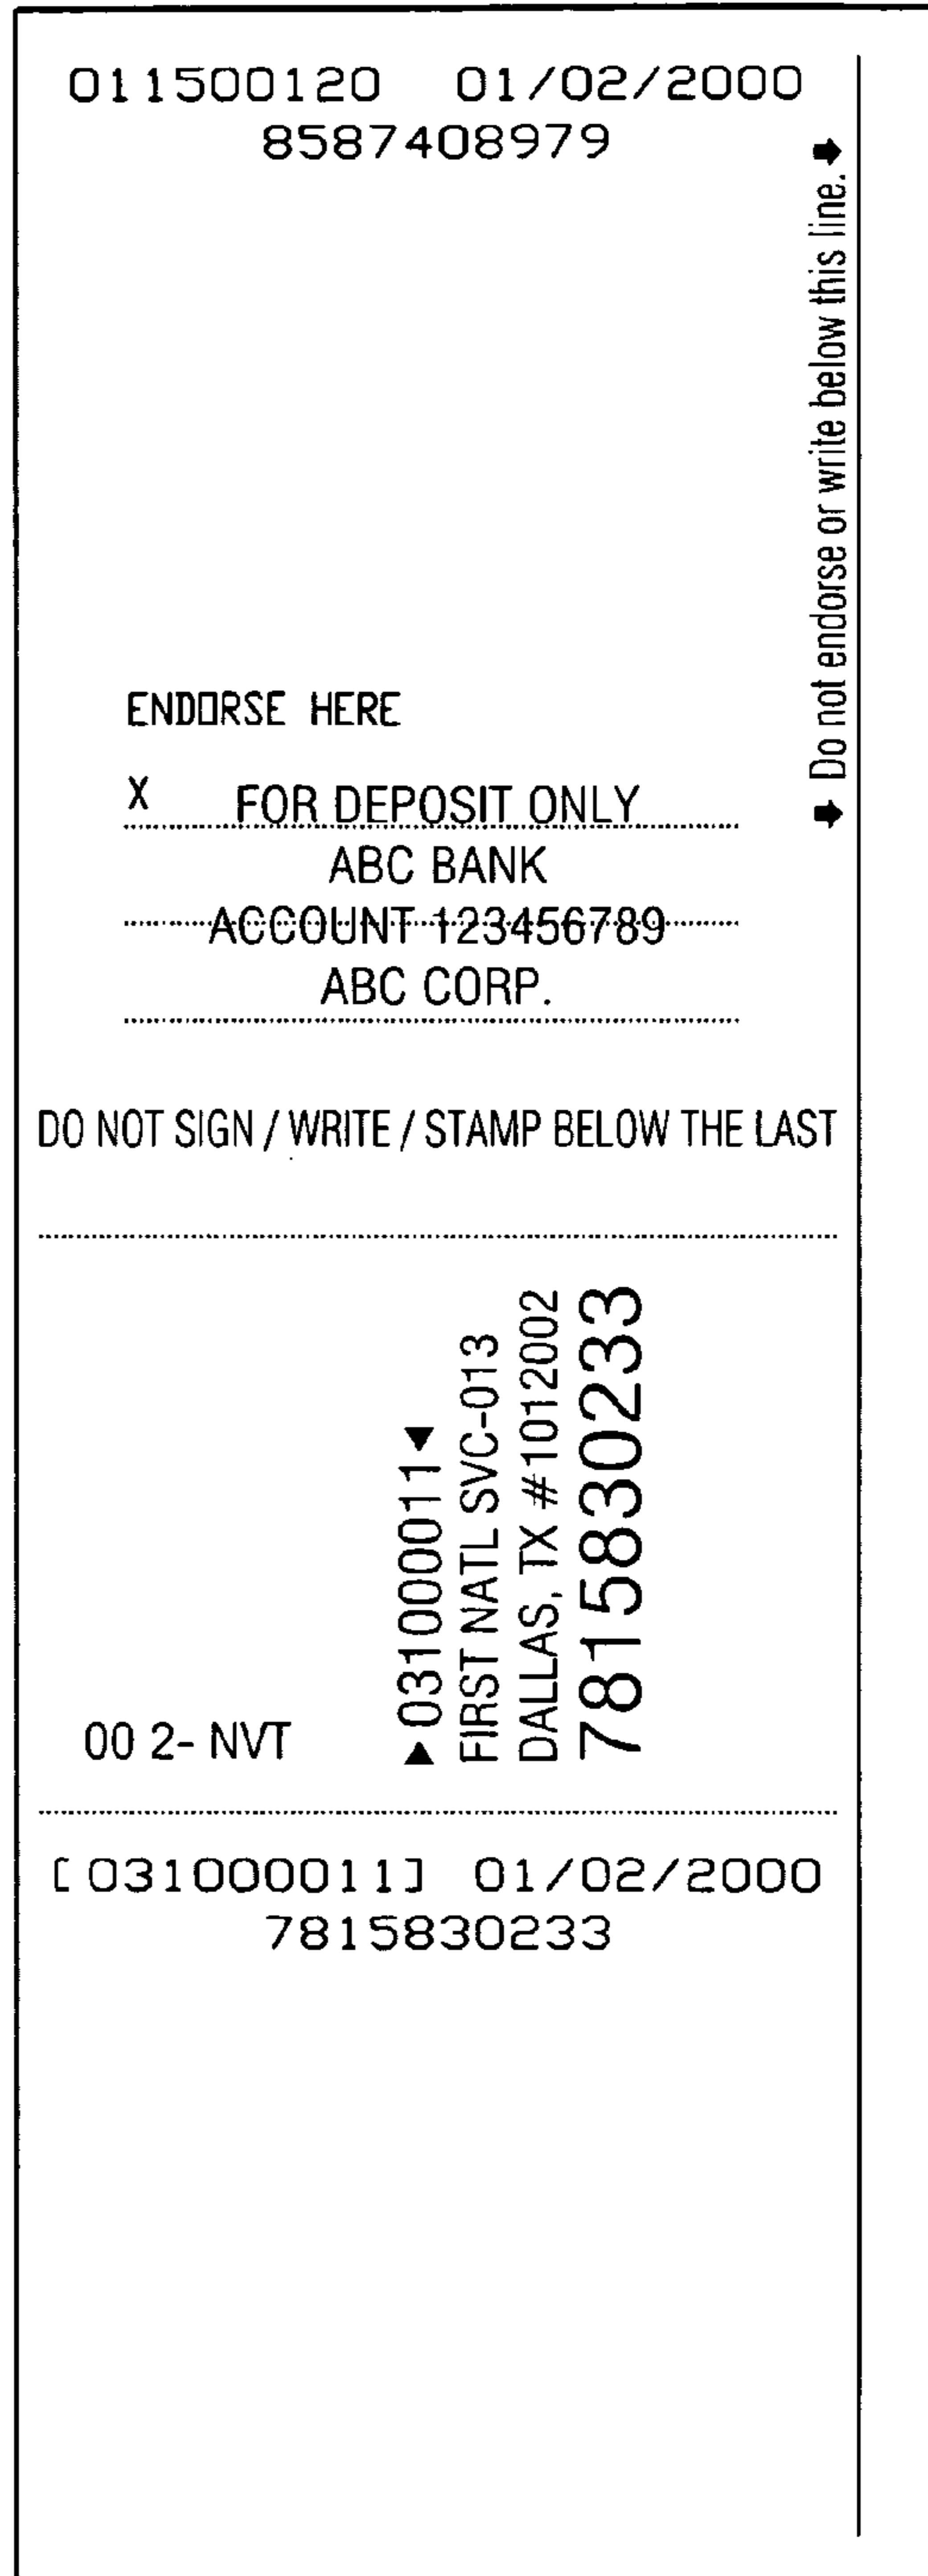 011500120 01/02/2000
8587408979
Do not endorse or write below this line.
ENDORSE HERE
X FOR DEPOSIT ONLY
ABC BANK
ACCOUNT 123456789
ABC CORP.
DO NOT SIGN / WRITE / STAMP BELOW THE LAST
►031000011◄
FIRST NATL SVC-013
DALLAS, TX #1012002
7815830233
00 2- NVT
[031000011] 01/02/2000
7815830233